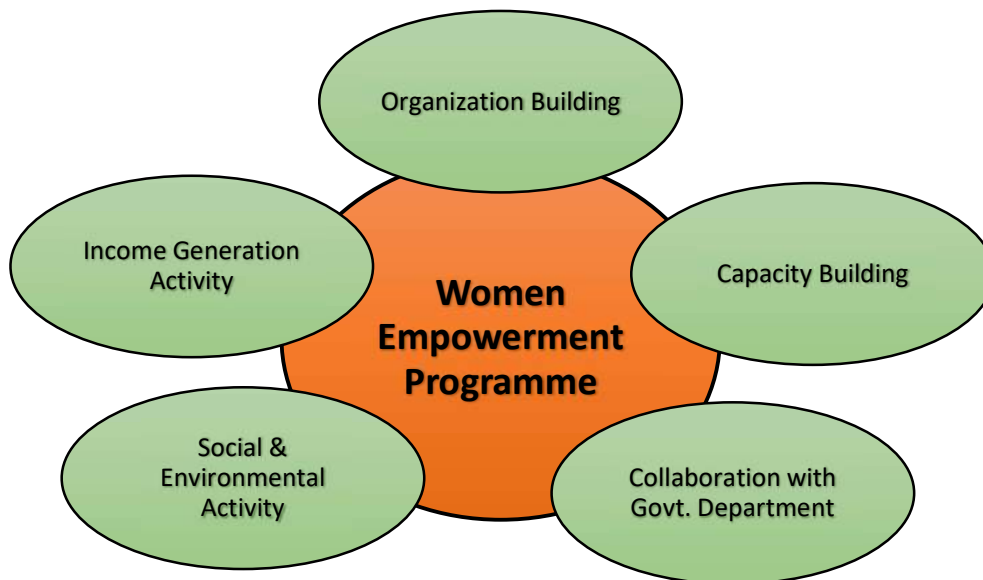 Organization Building
Income Generation
Activity
Capacity Building
Women
Empowerment
Programme
Social &
Environmental
Activity
Collaboration with
Govt. Department